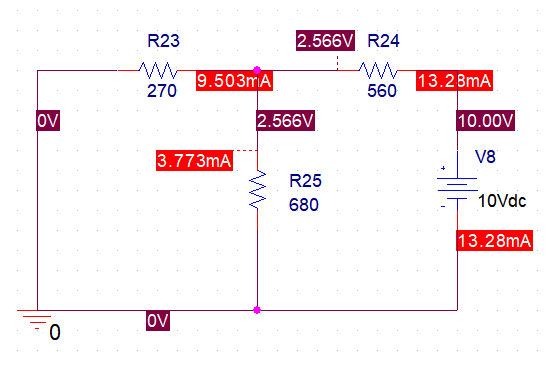 2.566V
R23
R24
9.503mA
13.28mA
270
560
0V
2.566V
10.00V
3.773mA
V8
R25
680
10Vdc
13.28mA
0V
0